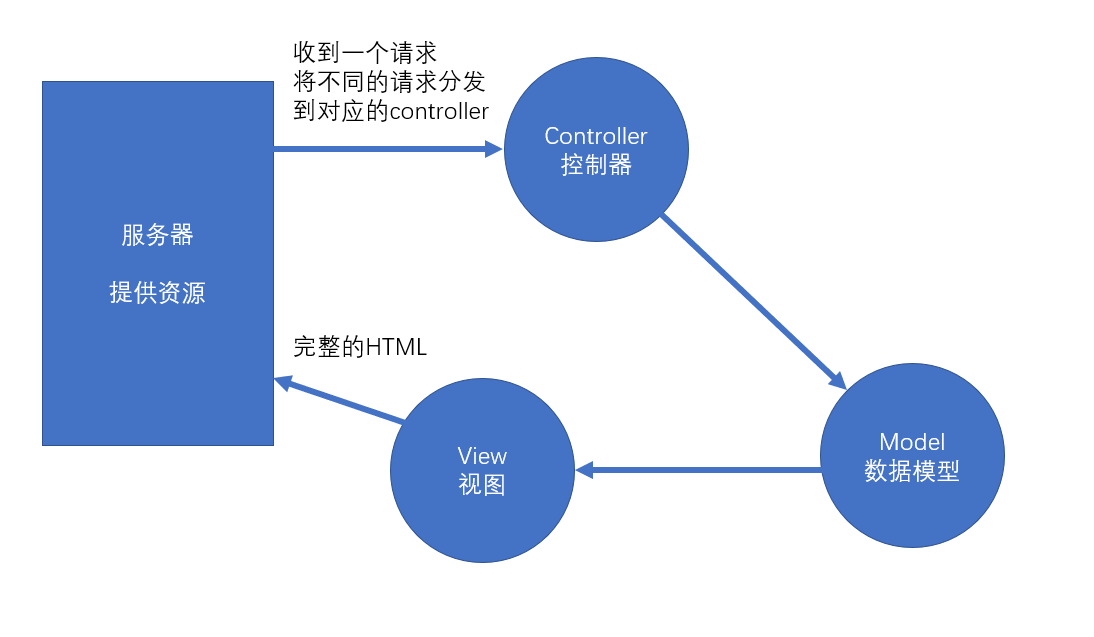 收到一个请求
将不同的请求分发
到对应的controller
Controller
控制器
服务器
提供资源
完整的HTML
View
视图
Model
数据模型